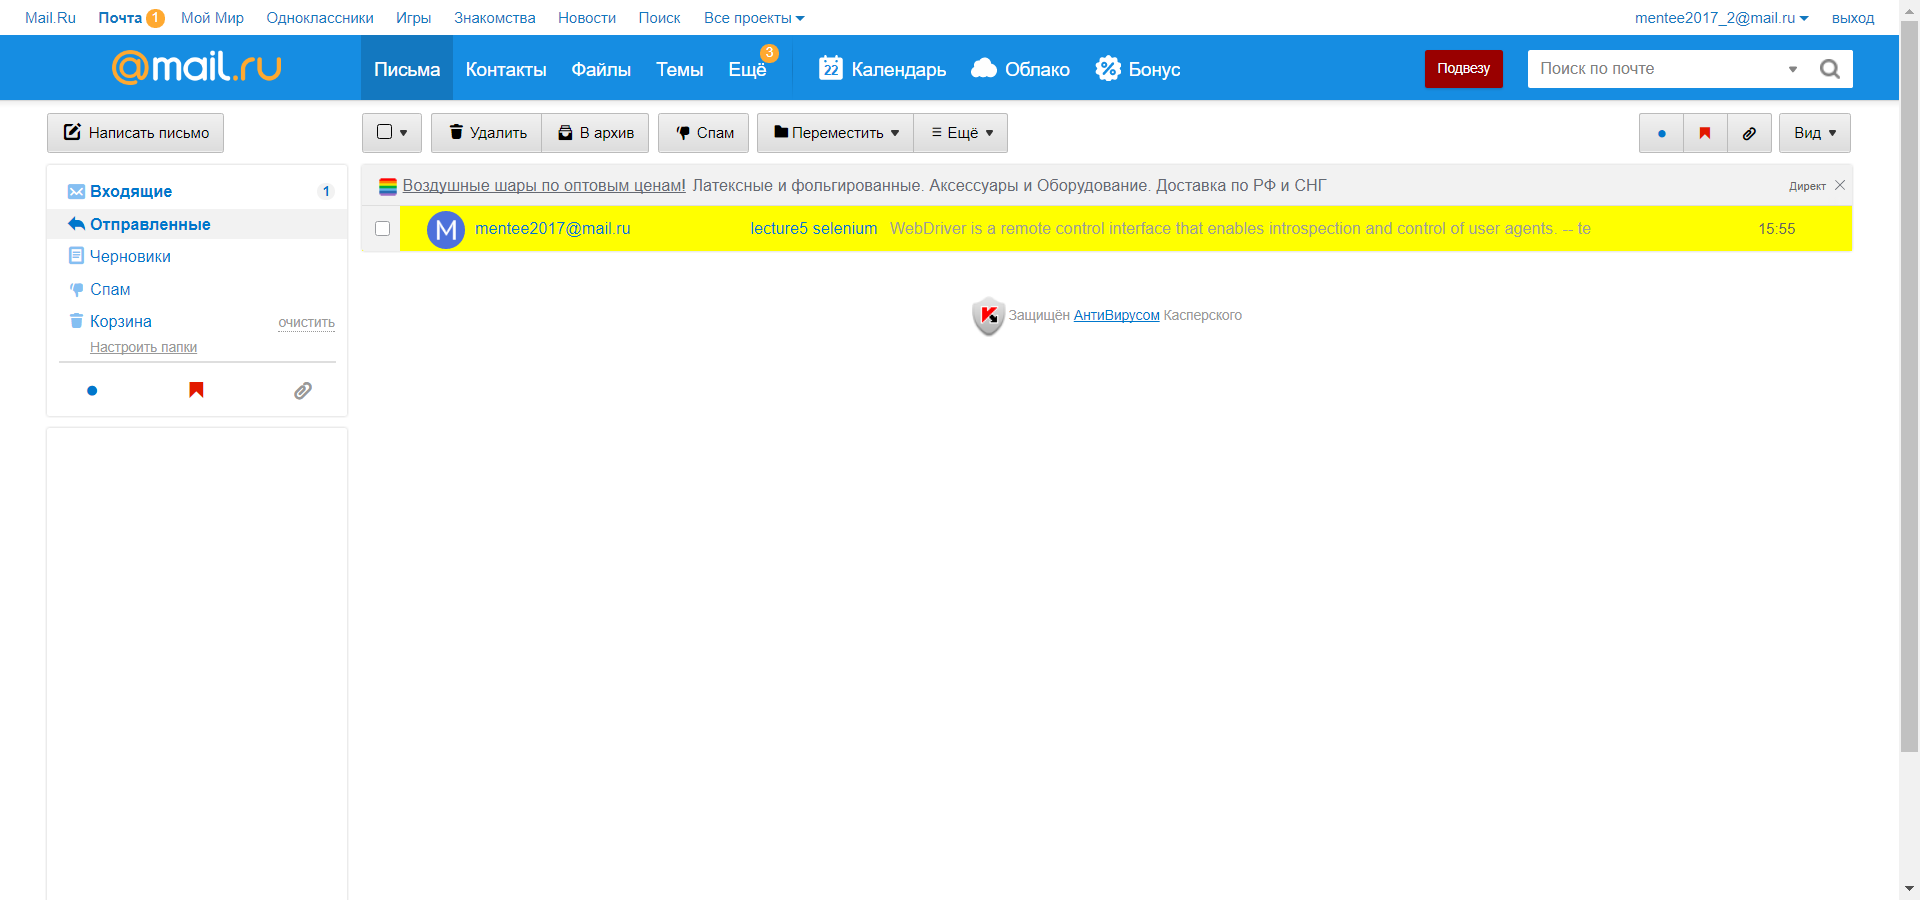 Mail.Ru Почта 1 Мой Мир Одноклассники Игры Знакомства Новости Поиск Все проекты mentee2017_2@mail.ru выход
@mail.ru Письма Контакты Файлы Темы Ещё 3 22 Календарь Облако Бонус Подвезу Поиск по почте
Написать письмо Удалить В архив Спам Переместить Ещё Вид
Воздушные шары по оптовым ценам! Латексные и фольгированные. Аксессуары и Оборудование. Доставка по РФ и СНГ Директ
Входящие 1
Отправленные
M mentee2017@mail.ru lecture5 selenium WebDriver is a remote control interface that enables introspection and control of user agents. -- te 15:55
Черновики
Спам
Корзина очистить
Настроить папки
Защищён АнтиВирусом Касперского